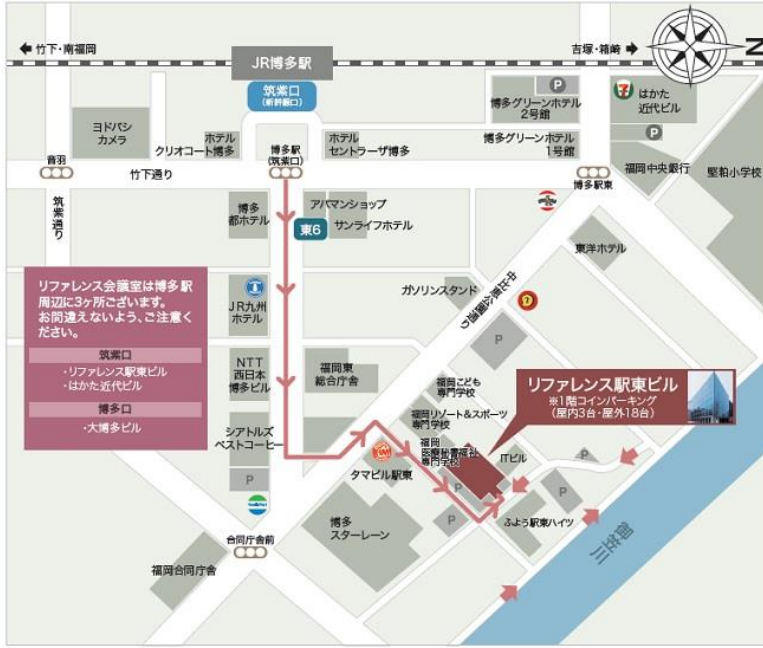 竹下・南福岡
吉塚・箱崎
N
JR博多駅
筑紫口
(新幹線口)
P
博多グリーンホテル
2号館
はかた
近代ビル
P
ヨドバシ
カメラ
ホテル
クリオコート博多
博多駅
(筑紫口)
ホテル
セントラーザ博多
博多グリーンホテル
1号館
福岡中央銀行
堅粕小学校
音羽
竹下通り
博多駅東
筑紫通り
博多
都ホテル
アパマンショップ
サンライフホテル
東6
東洋ホテル
中比恵公園通り
ガソリンスタンド
リファレンス会議室は博多駅
周辺に3ヶ所ございます。
お間違えないよう、ご注意く
ださい。
筑紫口
・リファレンス駅東ビル
・はかた近代ビル
博多口
・大博多ビル
JR九州
ホテル
P
NTT
西日本
博多ビル
福岡東
総合庁舎
福岡こども
専門学校
リファレンス駅東ビル
※1階コインパーキング
(屋内3台・屋外18台)
福岡リゾート&スポーツ
専門学校
シアトルズ
ベストコーヒー
福岡
医療秘書福祉
専門学校
ITビル
P
タマビル駅東
P
P
P
P
FamilyMart
博多
スターレーン
ふよう駅東ハイツ
御笠川
合同庁舎前
福岡合同庁舎